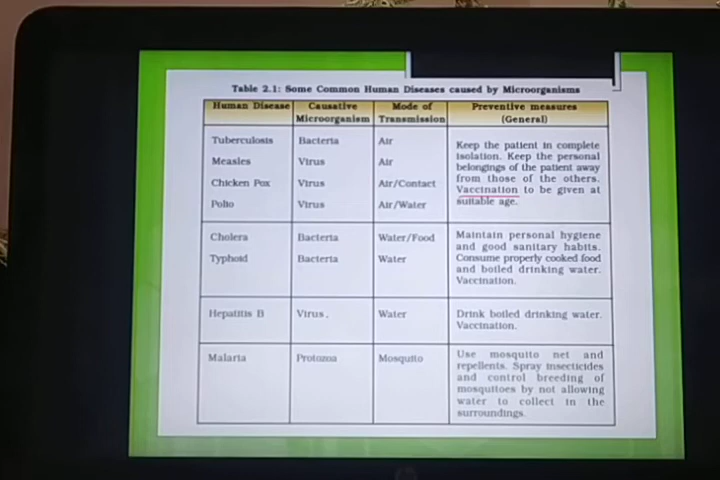 Table 2.1: Some Common Human Diseases caused by Microorganisms
Human Disease Causative Microorganism Mode of Transmission Preventive measures (General)
Tuberculosis Bacteria Air
Measles Virus Air
Chicken Pox Virus Air/Contact
Polio Virus Air/Water
Keep the patient in complete
isolation. Keep the personal
belongings of the patient away
from those of the others.
Vaccination to be given at
suitable age.
Cholera Bacteria Water/Food
Typhoid Bacteria Water
Maintain personal hygiene
and good sanitary habits.
Consume properly cooked food
and boiled drinking water.
Vaccination.
Hepatitis B Virus. Water
Drink boiled drinking water.
Vaccination.
Malaria Protozoa Mosquito
Use mosquito net and
repellents. Spray insecticides
and control breeding of
mosquitoes by not allowing
water to collect in the
surroundings.